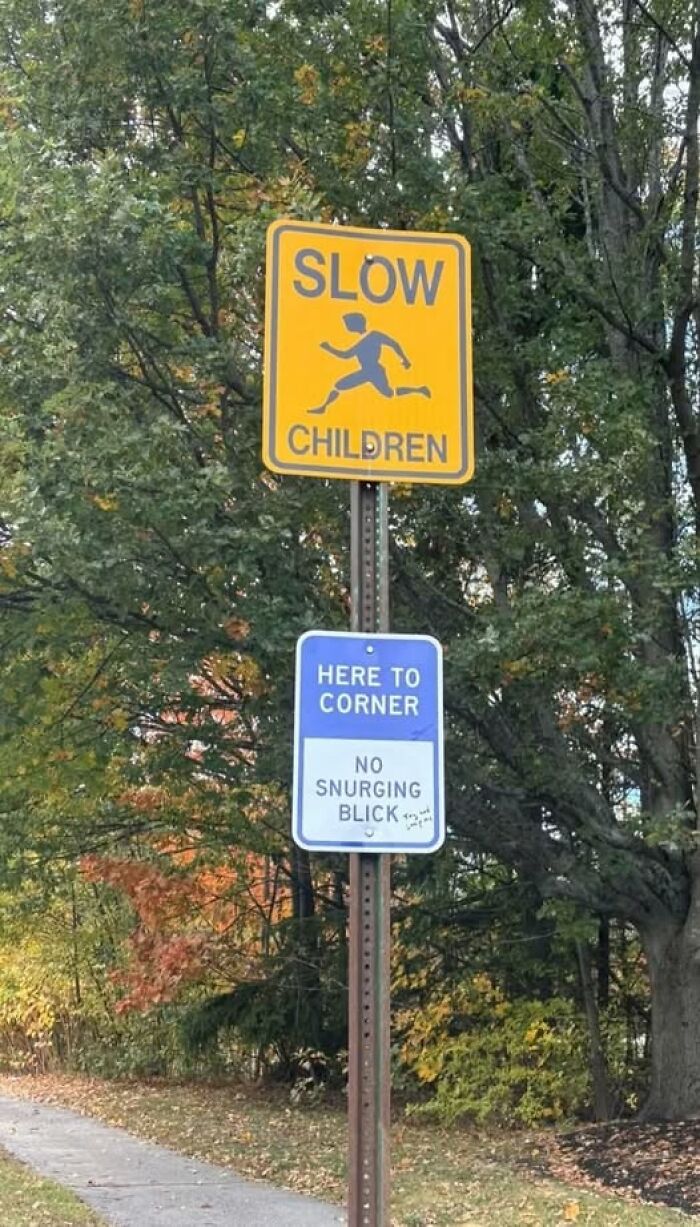 SLOW
CHILDREN
HERE TO
CORNER
NO
SNURGING
BLICK